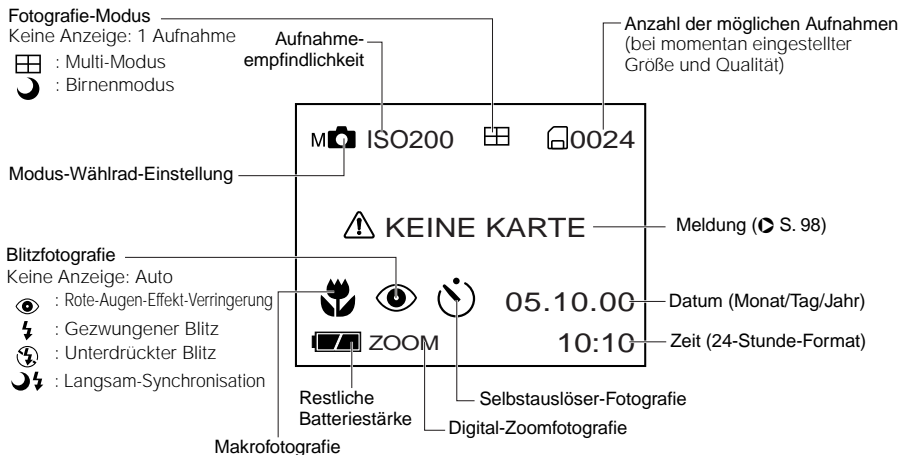 Fotografie-Modus
Keine Anzeige: 1 Aufnahme
: Multi-Modus
: Birnenmodus
Aufnahme-
empfindlichkeit
Anzahl der möglichen Aufnahmen
(bei momentan eingestellter
Größe und Qualität)
M ISO200 0024
Modus-Wählrad-Einstellung
KEINE KARTE
Meldung ( S. 98)
Blitzfotografie
Keine Anzeige: Auto
: Rote-Augen-Effekt-Verringerung
: Gezwungener Blitz
: Unterdrückter Blitz
: Langsam-Synchronisation
05.10.00
Datum (Monat/Tag/Jahr)
ZOOM 10:10
Zeit (24-Stunde-Format)
Restliche
Batteriestärke
Selbstauslöser-Fotografie
Digital-Zoomfotografie
Makrofotografie